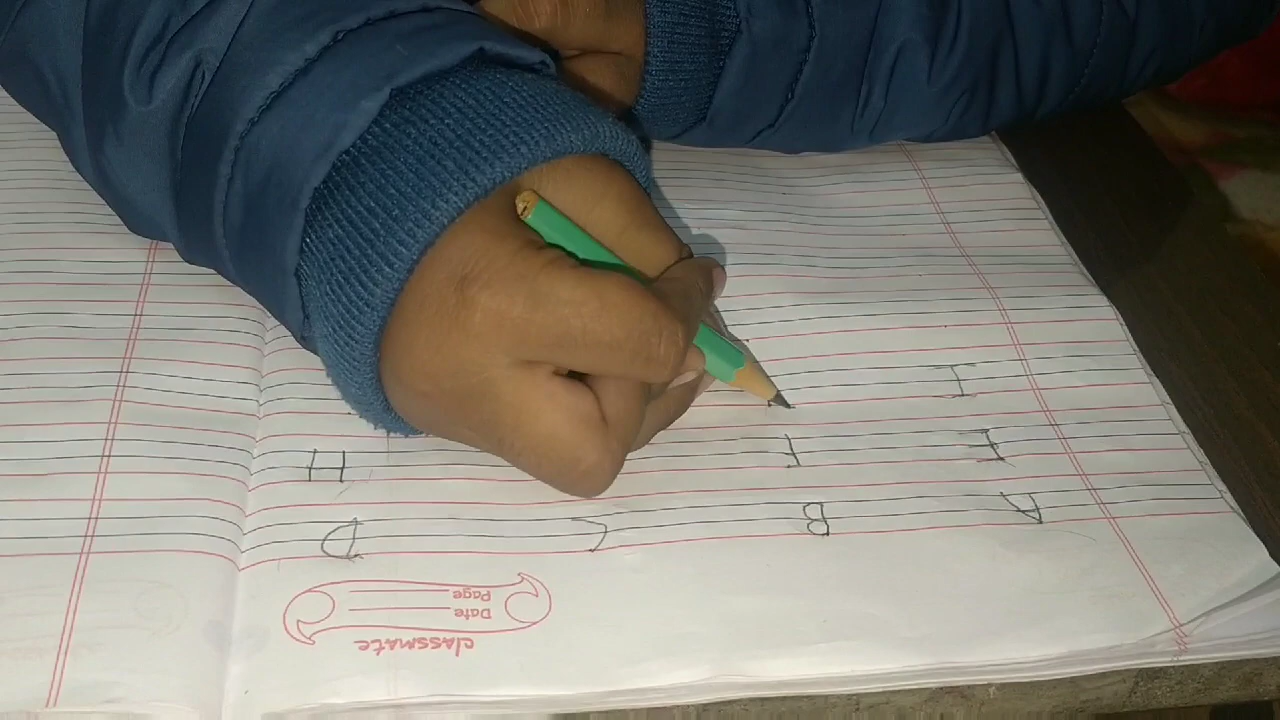 classmate
Date
Page
A B C D
I I H
I